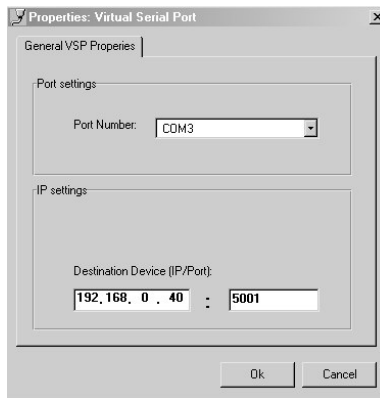 Properties: Virtual Serial Port
General VSP Properies
Port settings
Port Number: COM3
IP settings
Destination Device (IP/Port):
192.168. 0 . 40 : 5001
Ok Cancel